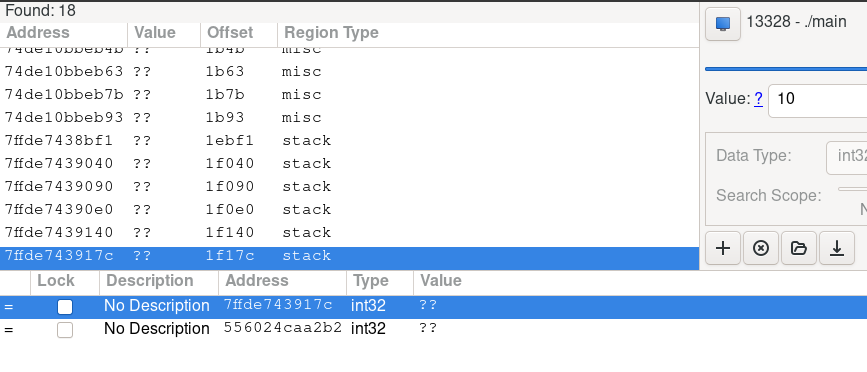 Found: 18
Address Value Offset Region Type
74de10bbeb4b ?? 1b4b misc
74de10bbeb63 ?? 1b63 misc
74de10bbeb7b ?? 1b7b misc
74de10bbeb93 ?? 1b93 misc
7ffde7438bf1 ?? 1ebf1 stack
7ffde7439040 ?? 1f040 stack
7ffde7439090 ?? 1f090 stack
7ffde74390e0 ?? 1f0e0 stack
7ffde7439140 ?? 1f140 stack
7ffde743917c ?? 1f17c stack
13328 - ./main
Value: ? 10
Data Type: int32
Search Scope:
N
Lock Description Address Type Value
= No Description 7ffde743917c int32 ??
= No Description 556024caa2b2 int32 ??